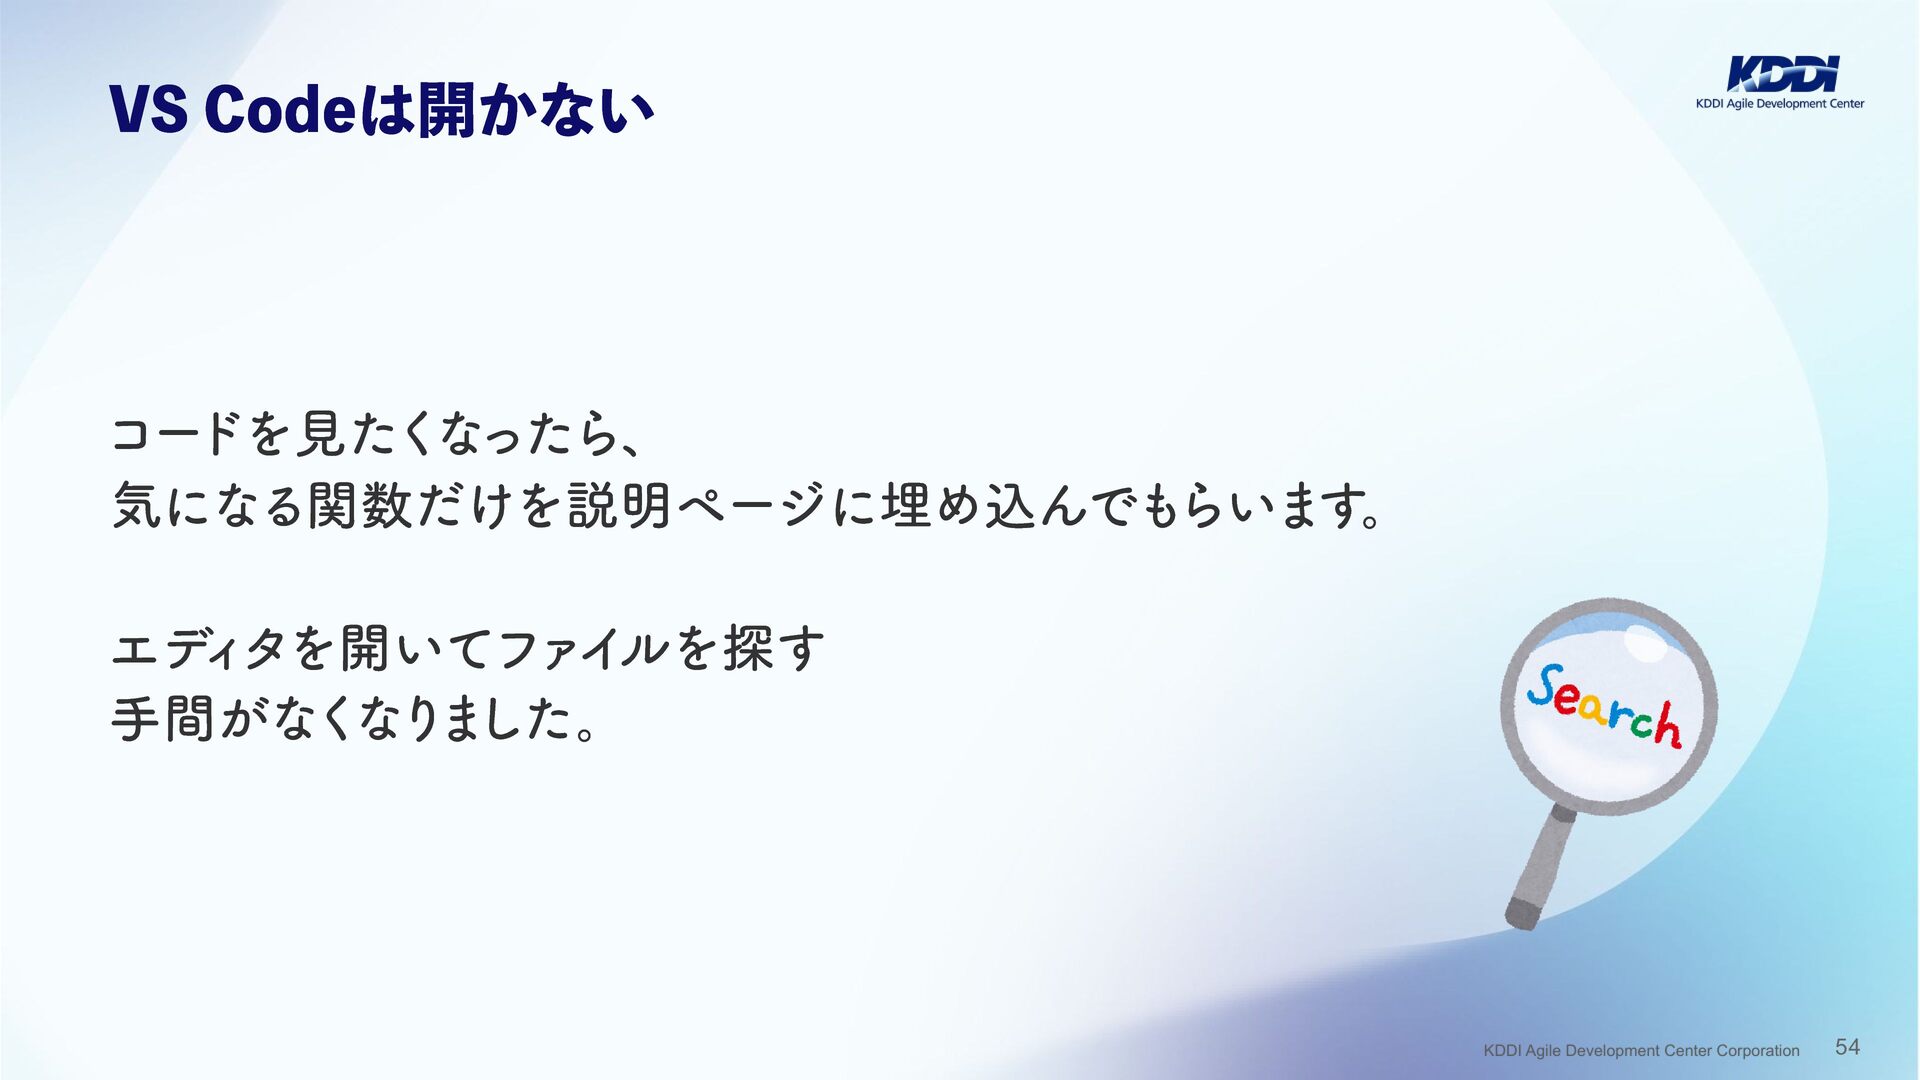 VS Codeは開かない
KDDI
KDDI Agile Development Center
コードを見たくなったら、
気になる関数だけを説明ページに埋め込んでもらいます。
エディタを開いてファイルを探す
手間がなくなりました。
Search
KDDI Agile Development Center Corporation
54